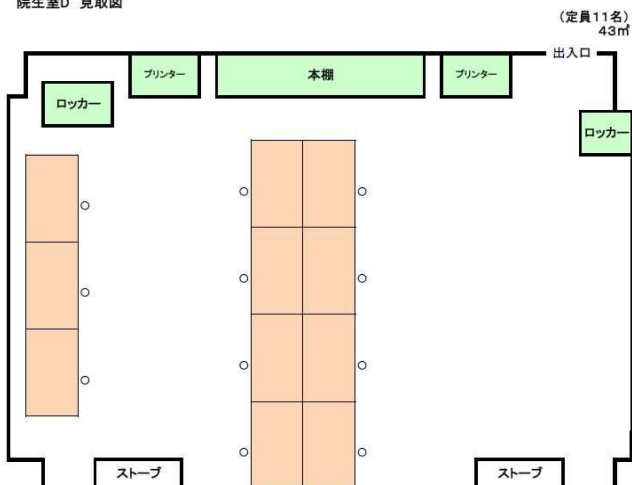 院生室D 見取図
(定員11名)
43㎡
出入口
プリンター
本棚
プリンター
ロッカー
ロッカー
ストーブ
ストーブ